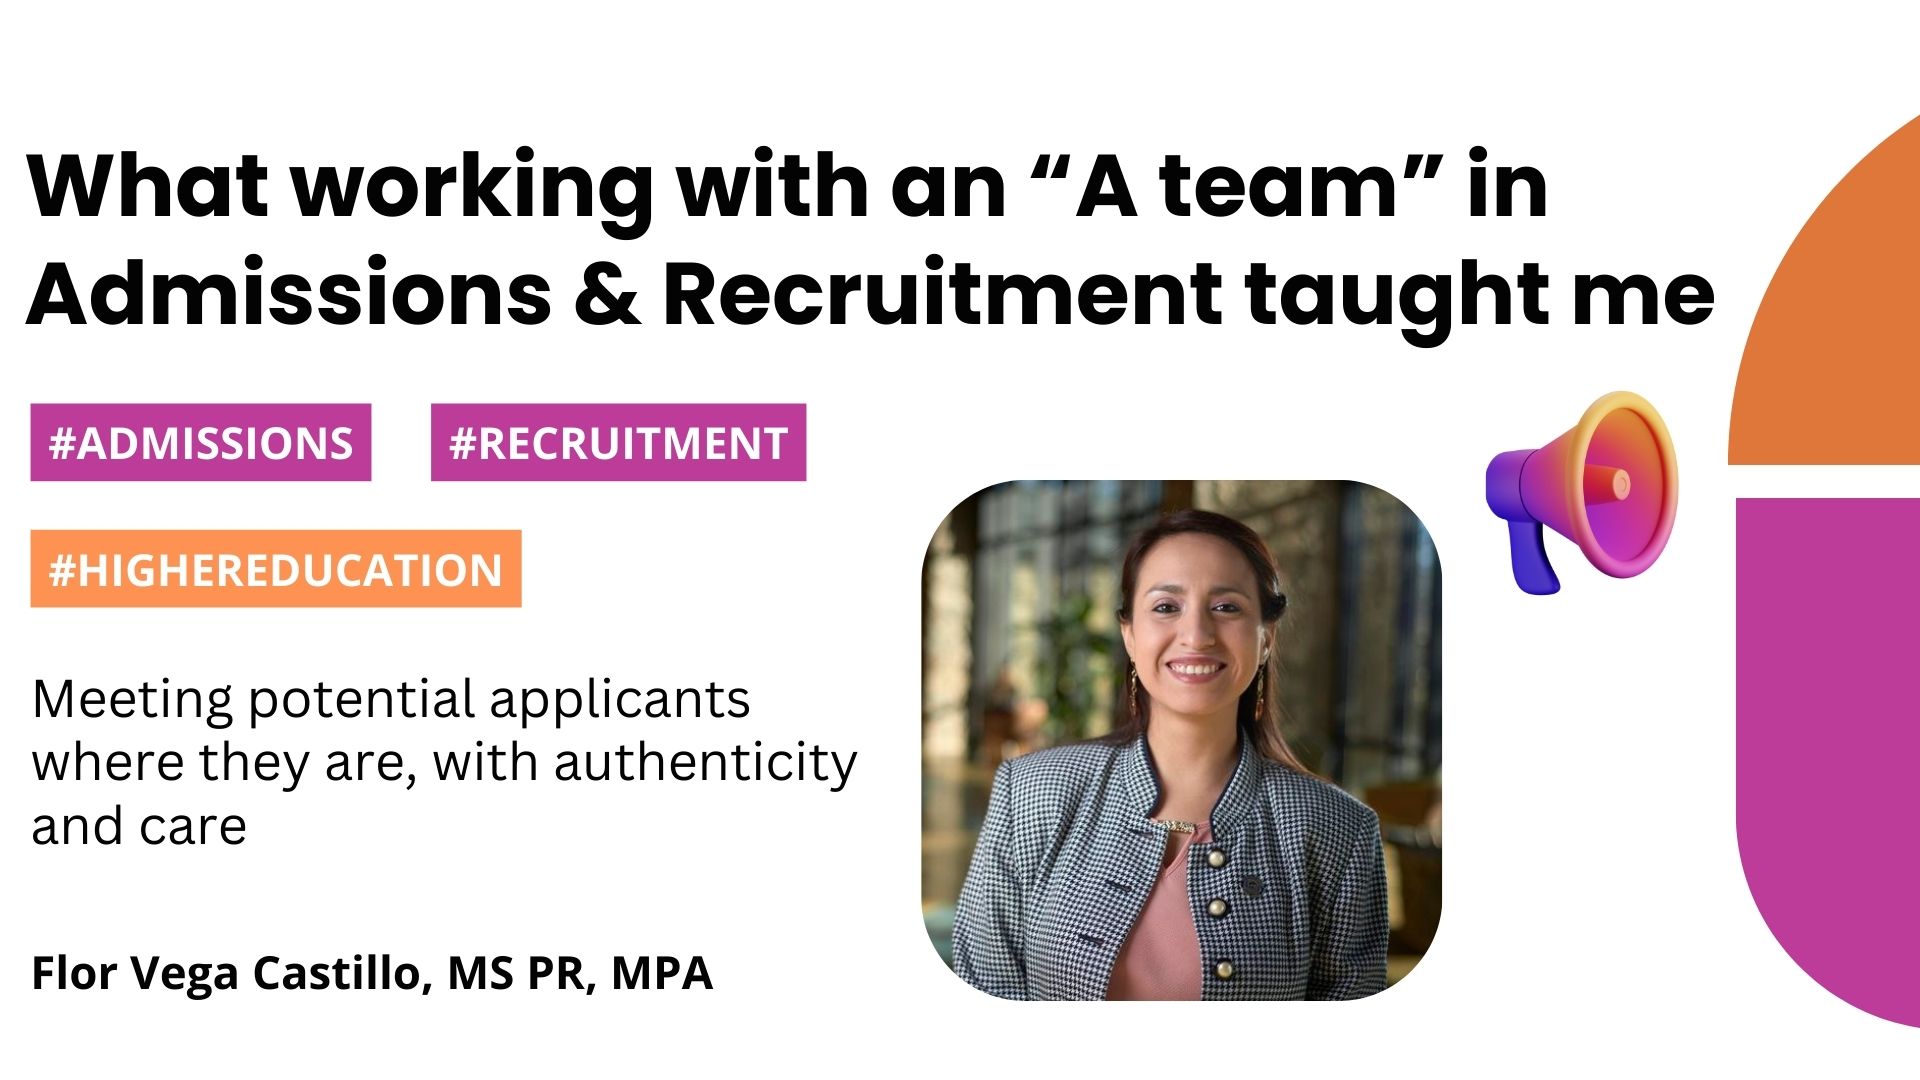 What working with an “A team” in
Admissions & Recruitment taught me
#ADMISSIONS
#RECRUITMENT
#HIGHEREDUCATION
Meeting potential applicants
where they are, with authenticity
and care
Flor Vega Castillo, MS PR, MPA